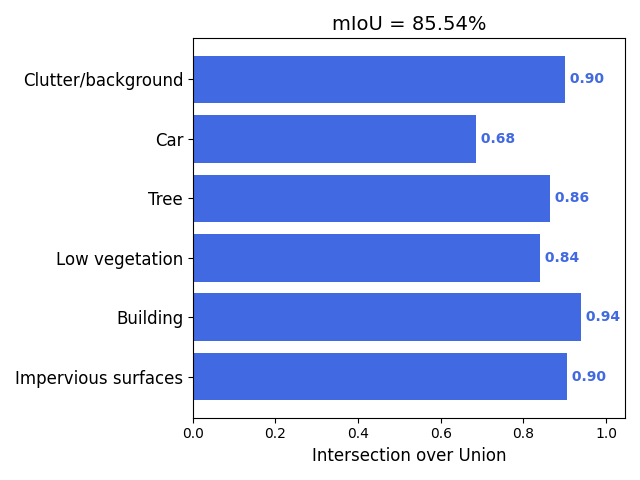 mIoU = 85.54%
Clutter/background 0.90
Car 0.68
Tree 0.86
Low vegetation 0.84
Building 0.94
Impervious surfaces 0.90
0.0 0.2 0.4 0.6 0.8 1.0
Intersection over Union